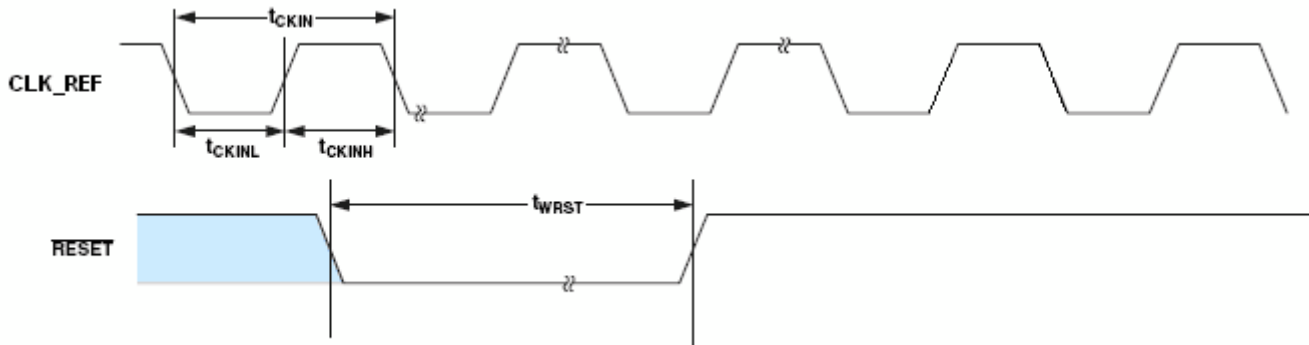 tCKIN
CLK_REF
tCKINL
tCKINH
tWRST
RESET